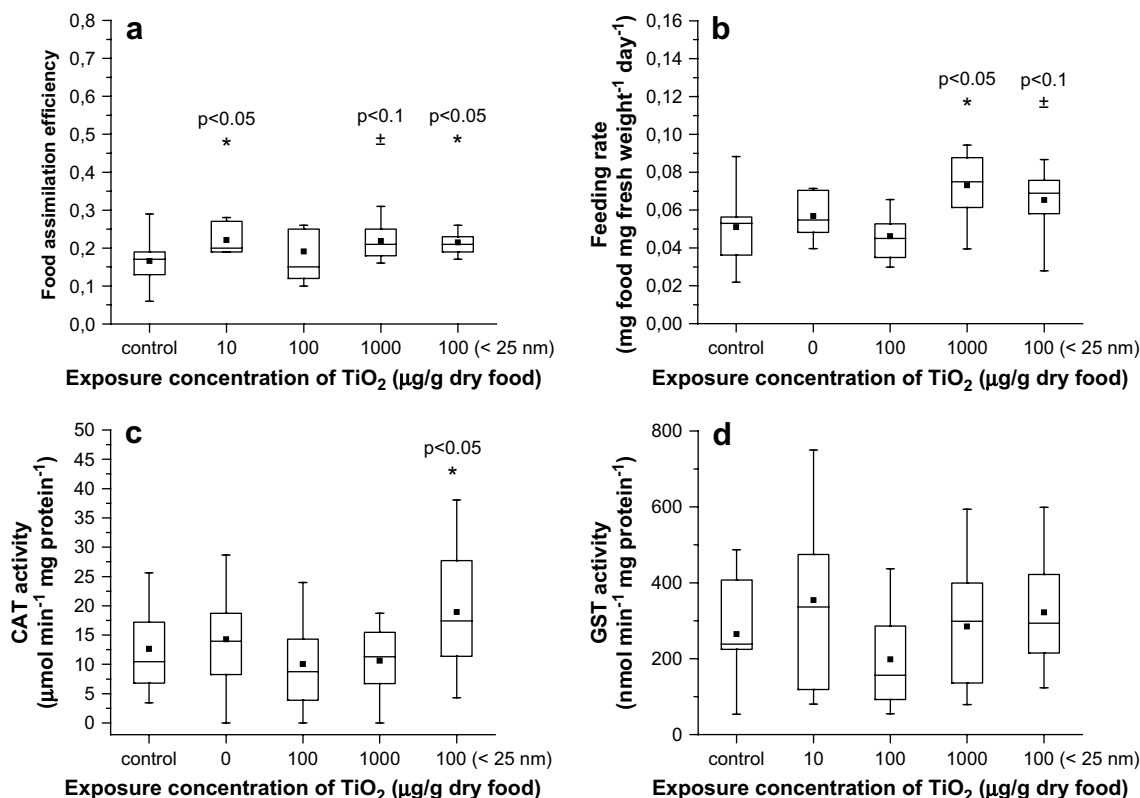 a
Food assimilation efficiency
0,8
0,7
0,6
0,5
0,4
0,3
0,2
0,1
0,0
p<0.05
*
p<0.1
±
p<0.05
*
control 10 100 1000 100 (< 25 nm)
Exposure concentration of TiO₂ (µg/g dry food)
b
Feeding rate
(mg food mg fresh weight⁻¹ day⁻¹)
0,16
0,14
0,12
0,10
0,08
0,06
0,04
0,02
0,00
p<0.05
*
p<0.1
±
control 0 100 1000 100 (< 25 nm)
Exposure concentration of TiO₂ (µg/g dry food)
c
CAT activity
(µmol min⁻¹ mg protein⁻¹)
50
45
40
35
30
25
20
15
10
5
0
p<0.05
*
control 0 100 1000 100 (< 25 nm)
Exposure concentration of TiO₂ (µg/g dry food)
d
GST activity
(nmol min⁻¹ mg protein⁻¹)
800
600
400
200
0
control 10 100 1000 100 (< 25 nm)
Exposure concentration of TiO₂ (µg/g dry food)